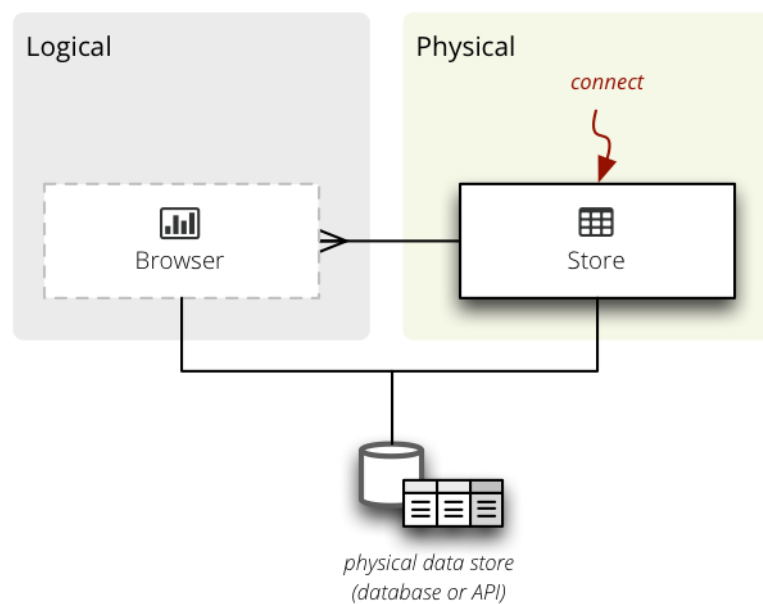 Logical
Physical
connect
Browser
Store
physical data store
(database or API)